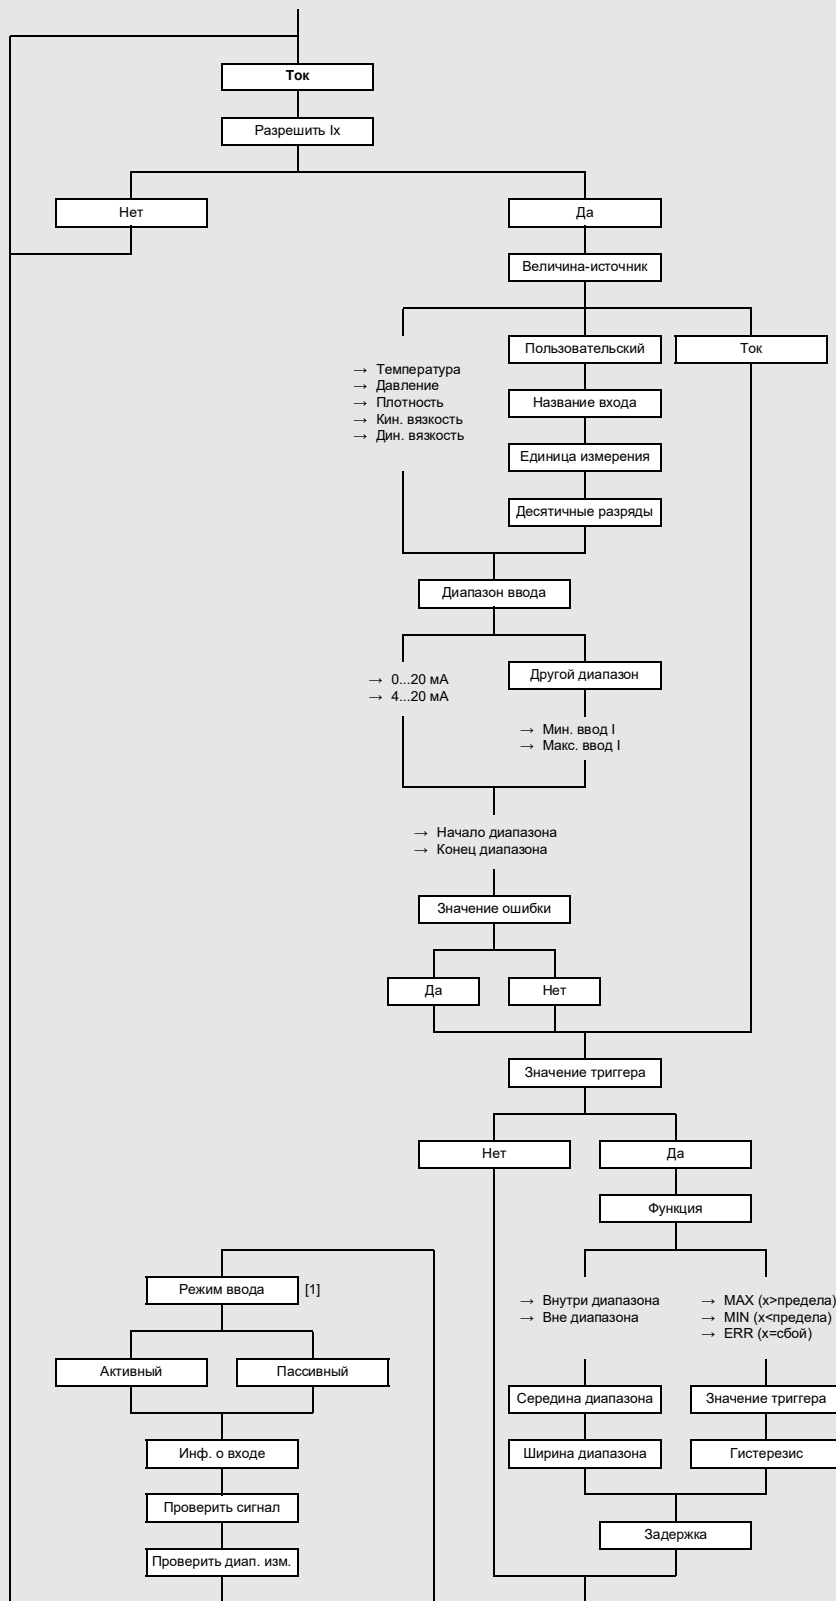 Ток
Разрешить Ix
Нет
Да
Величина-источник
Пользовательский
Ток
→ Температура
→ Давление
→ Плотность
→ Кин. вязкость
→ Дин. вязкость
Название входа
Единица измерения
Десятичные разряды
Диапазон ввода
→ 0...20 мА
→ 4...20 мА
Другой диапазон
→ Мин. ввод I
→ Макс. ввод I
→ Начало диапазона
→ Конец диапазона
Значение ошибки
Да
Нет
Значение триггера
Нет
Да
Функция
Режим ввода [1]
→ Внутри диапазона
→ Вне диапазона
→ MAX (x>предела)
→ MIN (x<предела)
→ ERR (x=сбой)
Активный
Пассивный
Середина диапазона
Значение триггера
Инф. о входе
Ширина диапазона
Гистерезис
Проверить сигнал
Задержка
Проверить диап. изм.